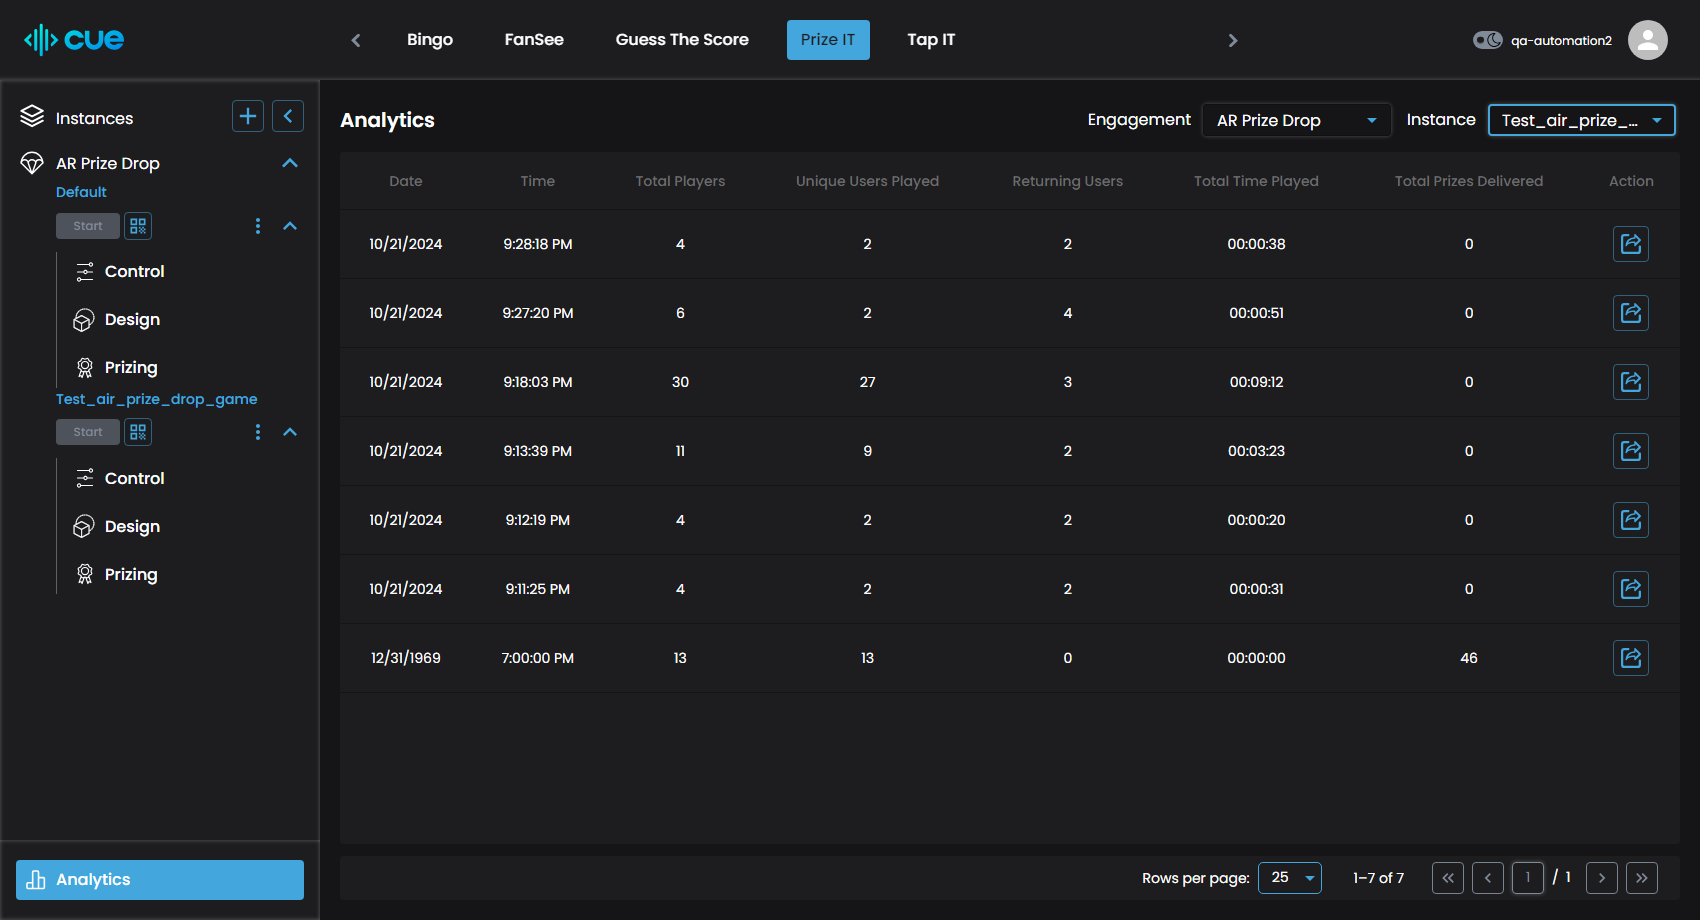 cue
Bingo
FanSee
Guess The Score
Prize IT
Tap IT
qa-automation2
Instances
AR Prize Drop
Default
Start
Control
Design
Prizing
Test_air_prize_drop_game
Start
Control
Design
Prizing
Analytics
Analytics
Engagement AR Prize Drop Instance Test_air_prize_...
Date Time Total Players Unique Users Played Returning Users Total Time Played Total Prizes Delivered Action
10/21/2024 9:28:18 PM 4 2 2 00:00:38 0
10/21/2024 9:27:20 PM 6 2 4 00:00:51 0
10/21/2024 9:18:03 PM 30 27 3 00:09:12 0
10/21/2024 9:13:39 PM 11 9 2 00:03:23 0
10/21/2024 9:12:19 PM 4 2 2 00:00:20 0
10/21/2024 9:11:25 PM 4 2 2 00:00:31 0
12/31/1969 7:00:00 PM 13 13 0 00:00:00 46
Rows per page: 25 1–7 of 7 1 / 1